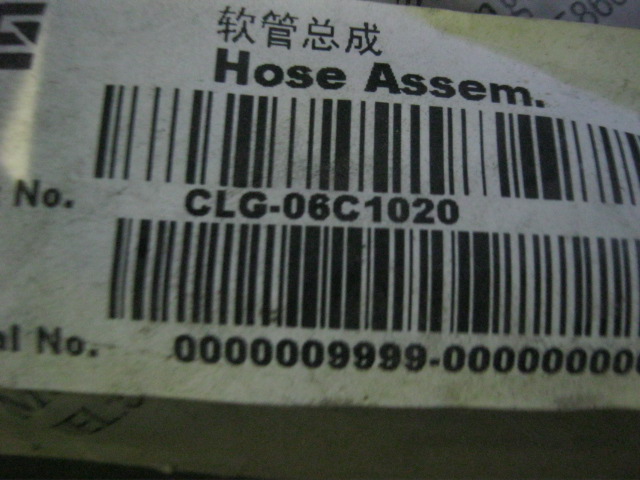 软管总成
Hose Assem.
No. CLG-06C1020
No. 0000009999-000000000